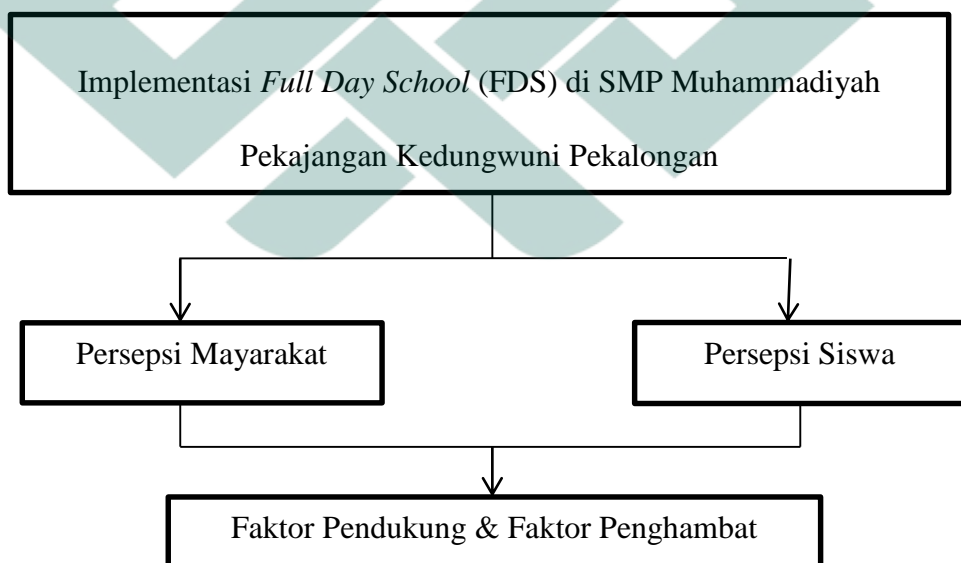 Implementasi Full Day School (FDS) di SMP Muhammadiyah
Pekajangan Kedungwuni Pekalongan
Persepsi Mayarakat
Persepsi Siswa
Faktor Pendukung & Faktor Penghambat